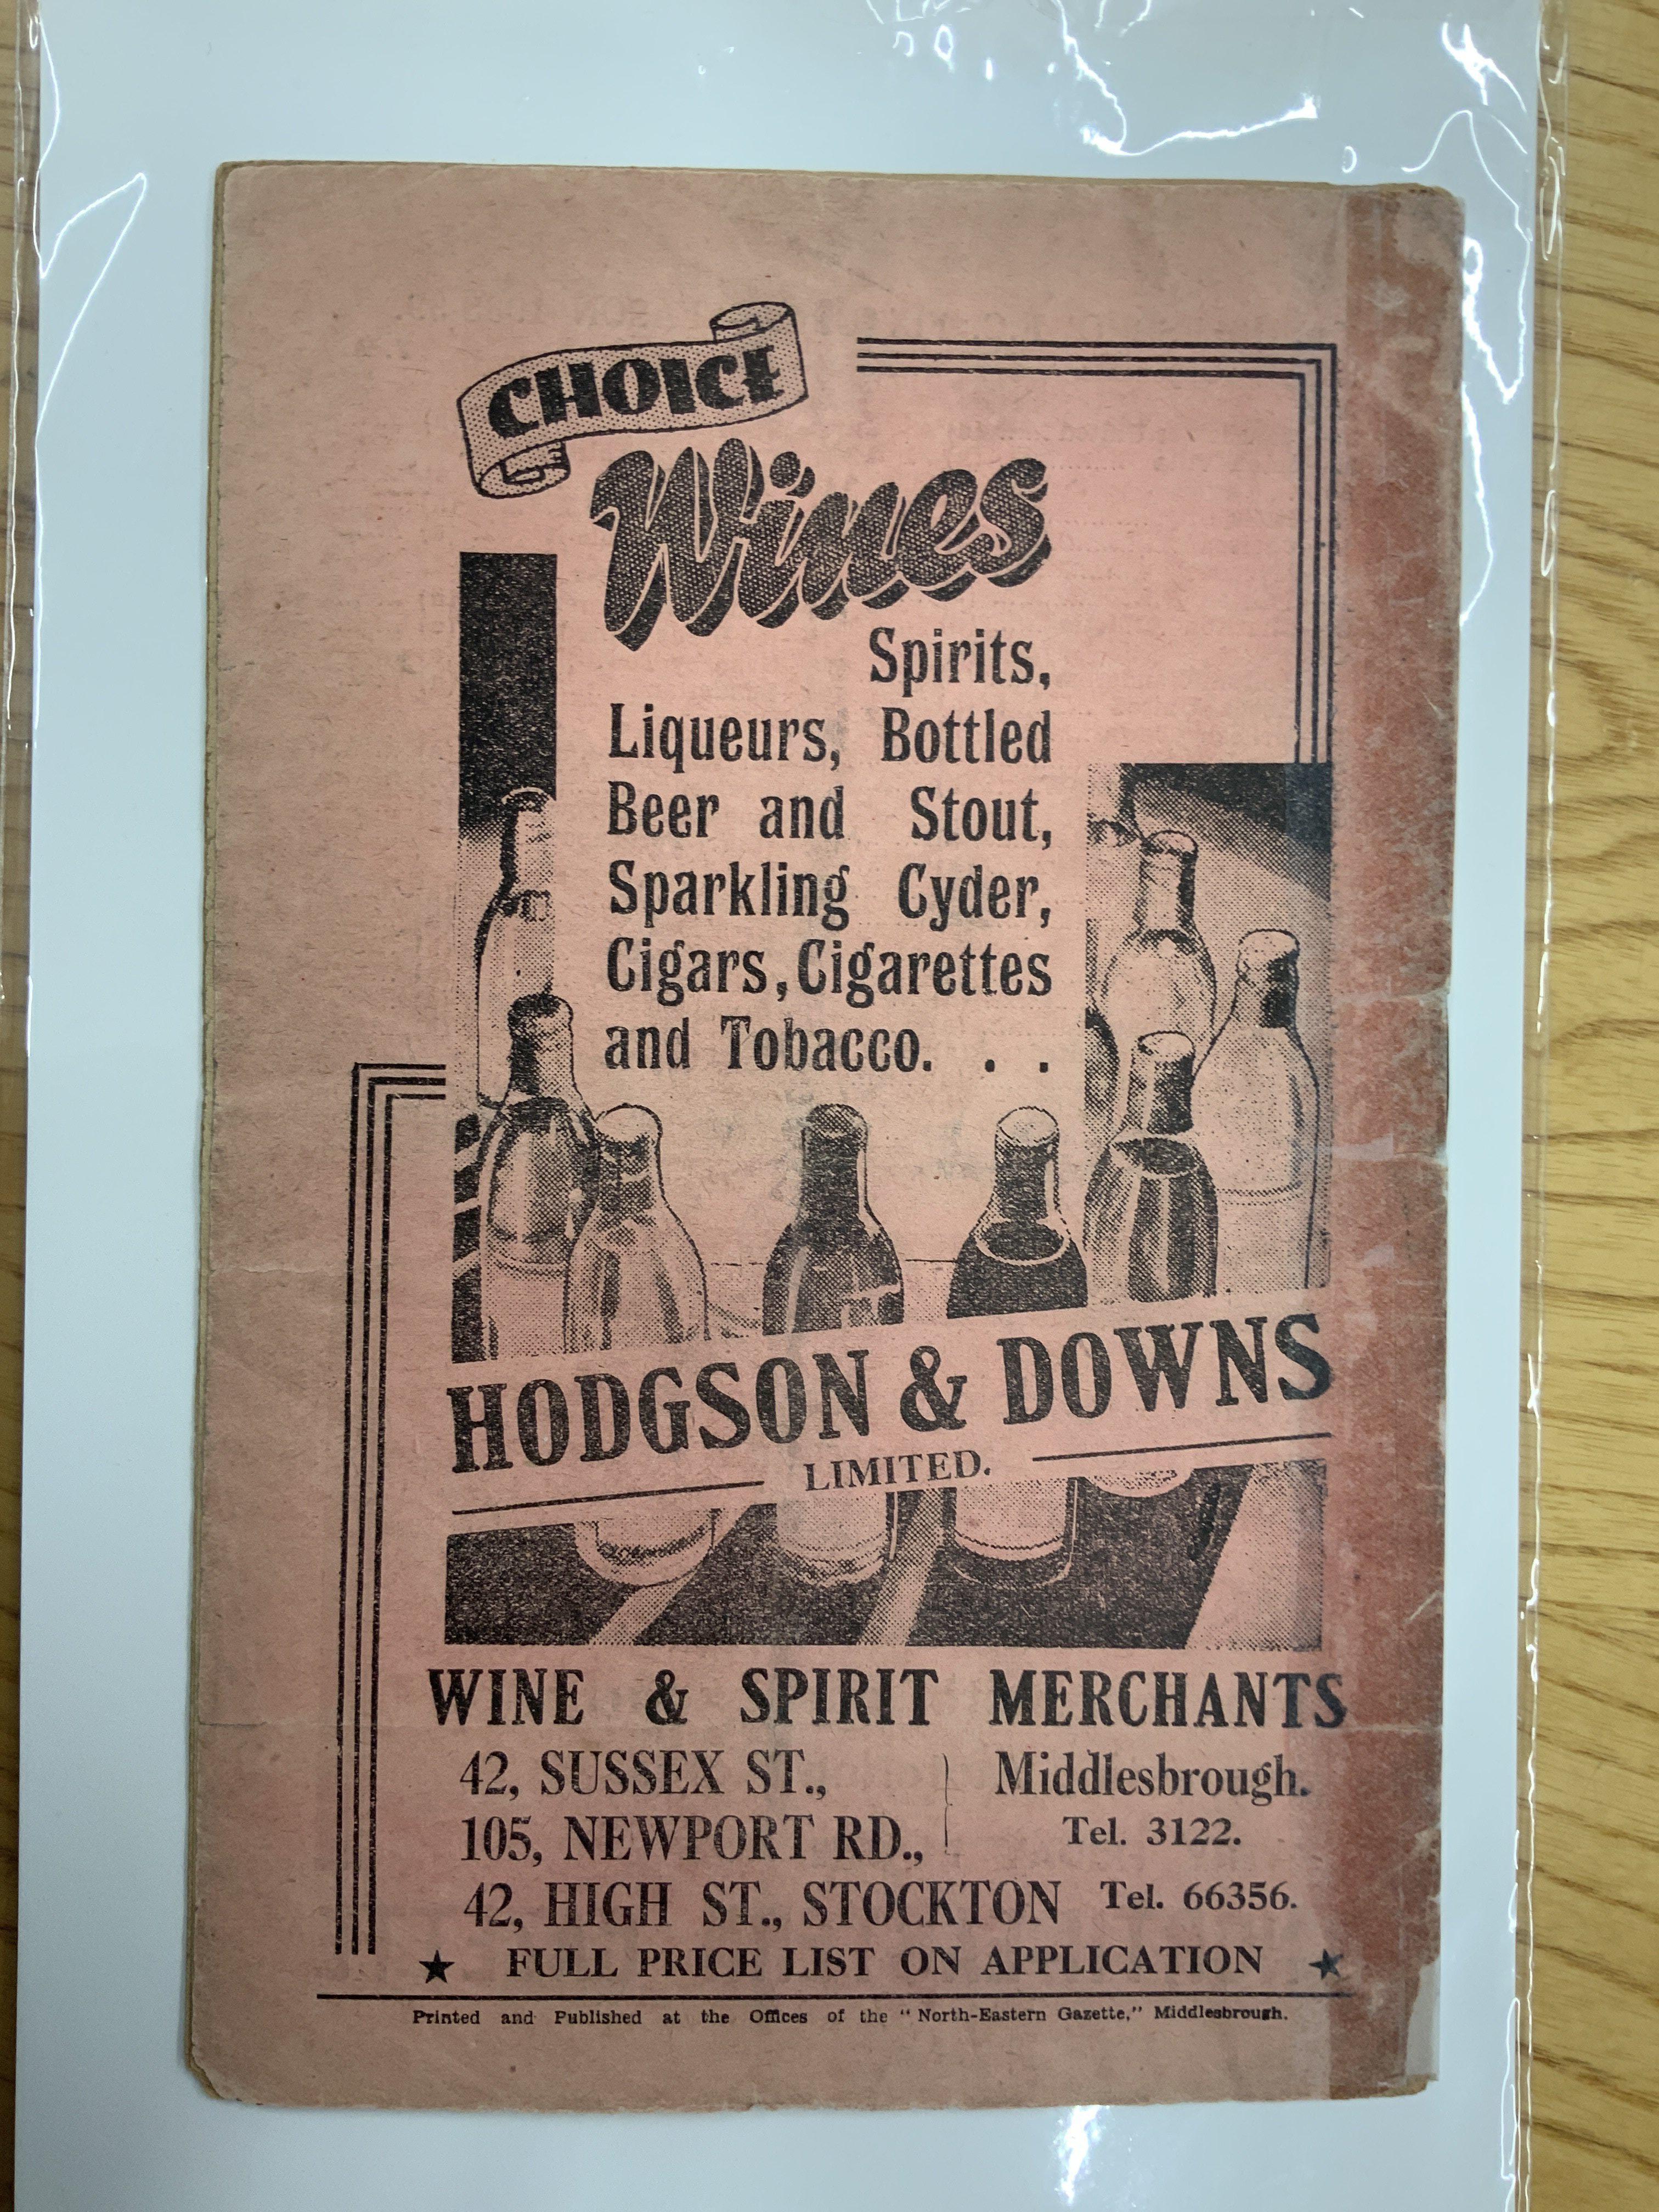 CHOICE
Wines
Spirits,
Liqueurs, Bottled
Beer and Stout,
Sparkling Cyder,
Cigars, Cigarettes
and Tobacco. . .
HODGSON & DOWNS
LIMITED.
WINE & SPIRIT MERCHANTS
42, SUSSEX ST.,
105, NEWPORT RD.,
Middlesbrough.
Tel. 3122.
42, HIGH ST., STOCKTON Tel. 66356.
★ FULL PRICE LIST ON APPLICATION ★
Printed and Published at the Offices of the "North-Eastern Gazette," Middlesbrough.